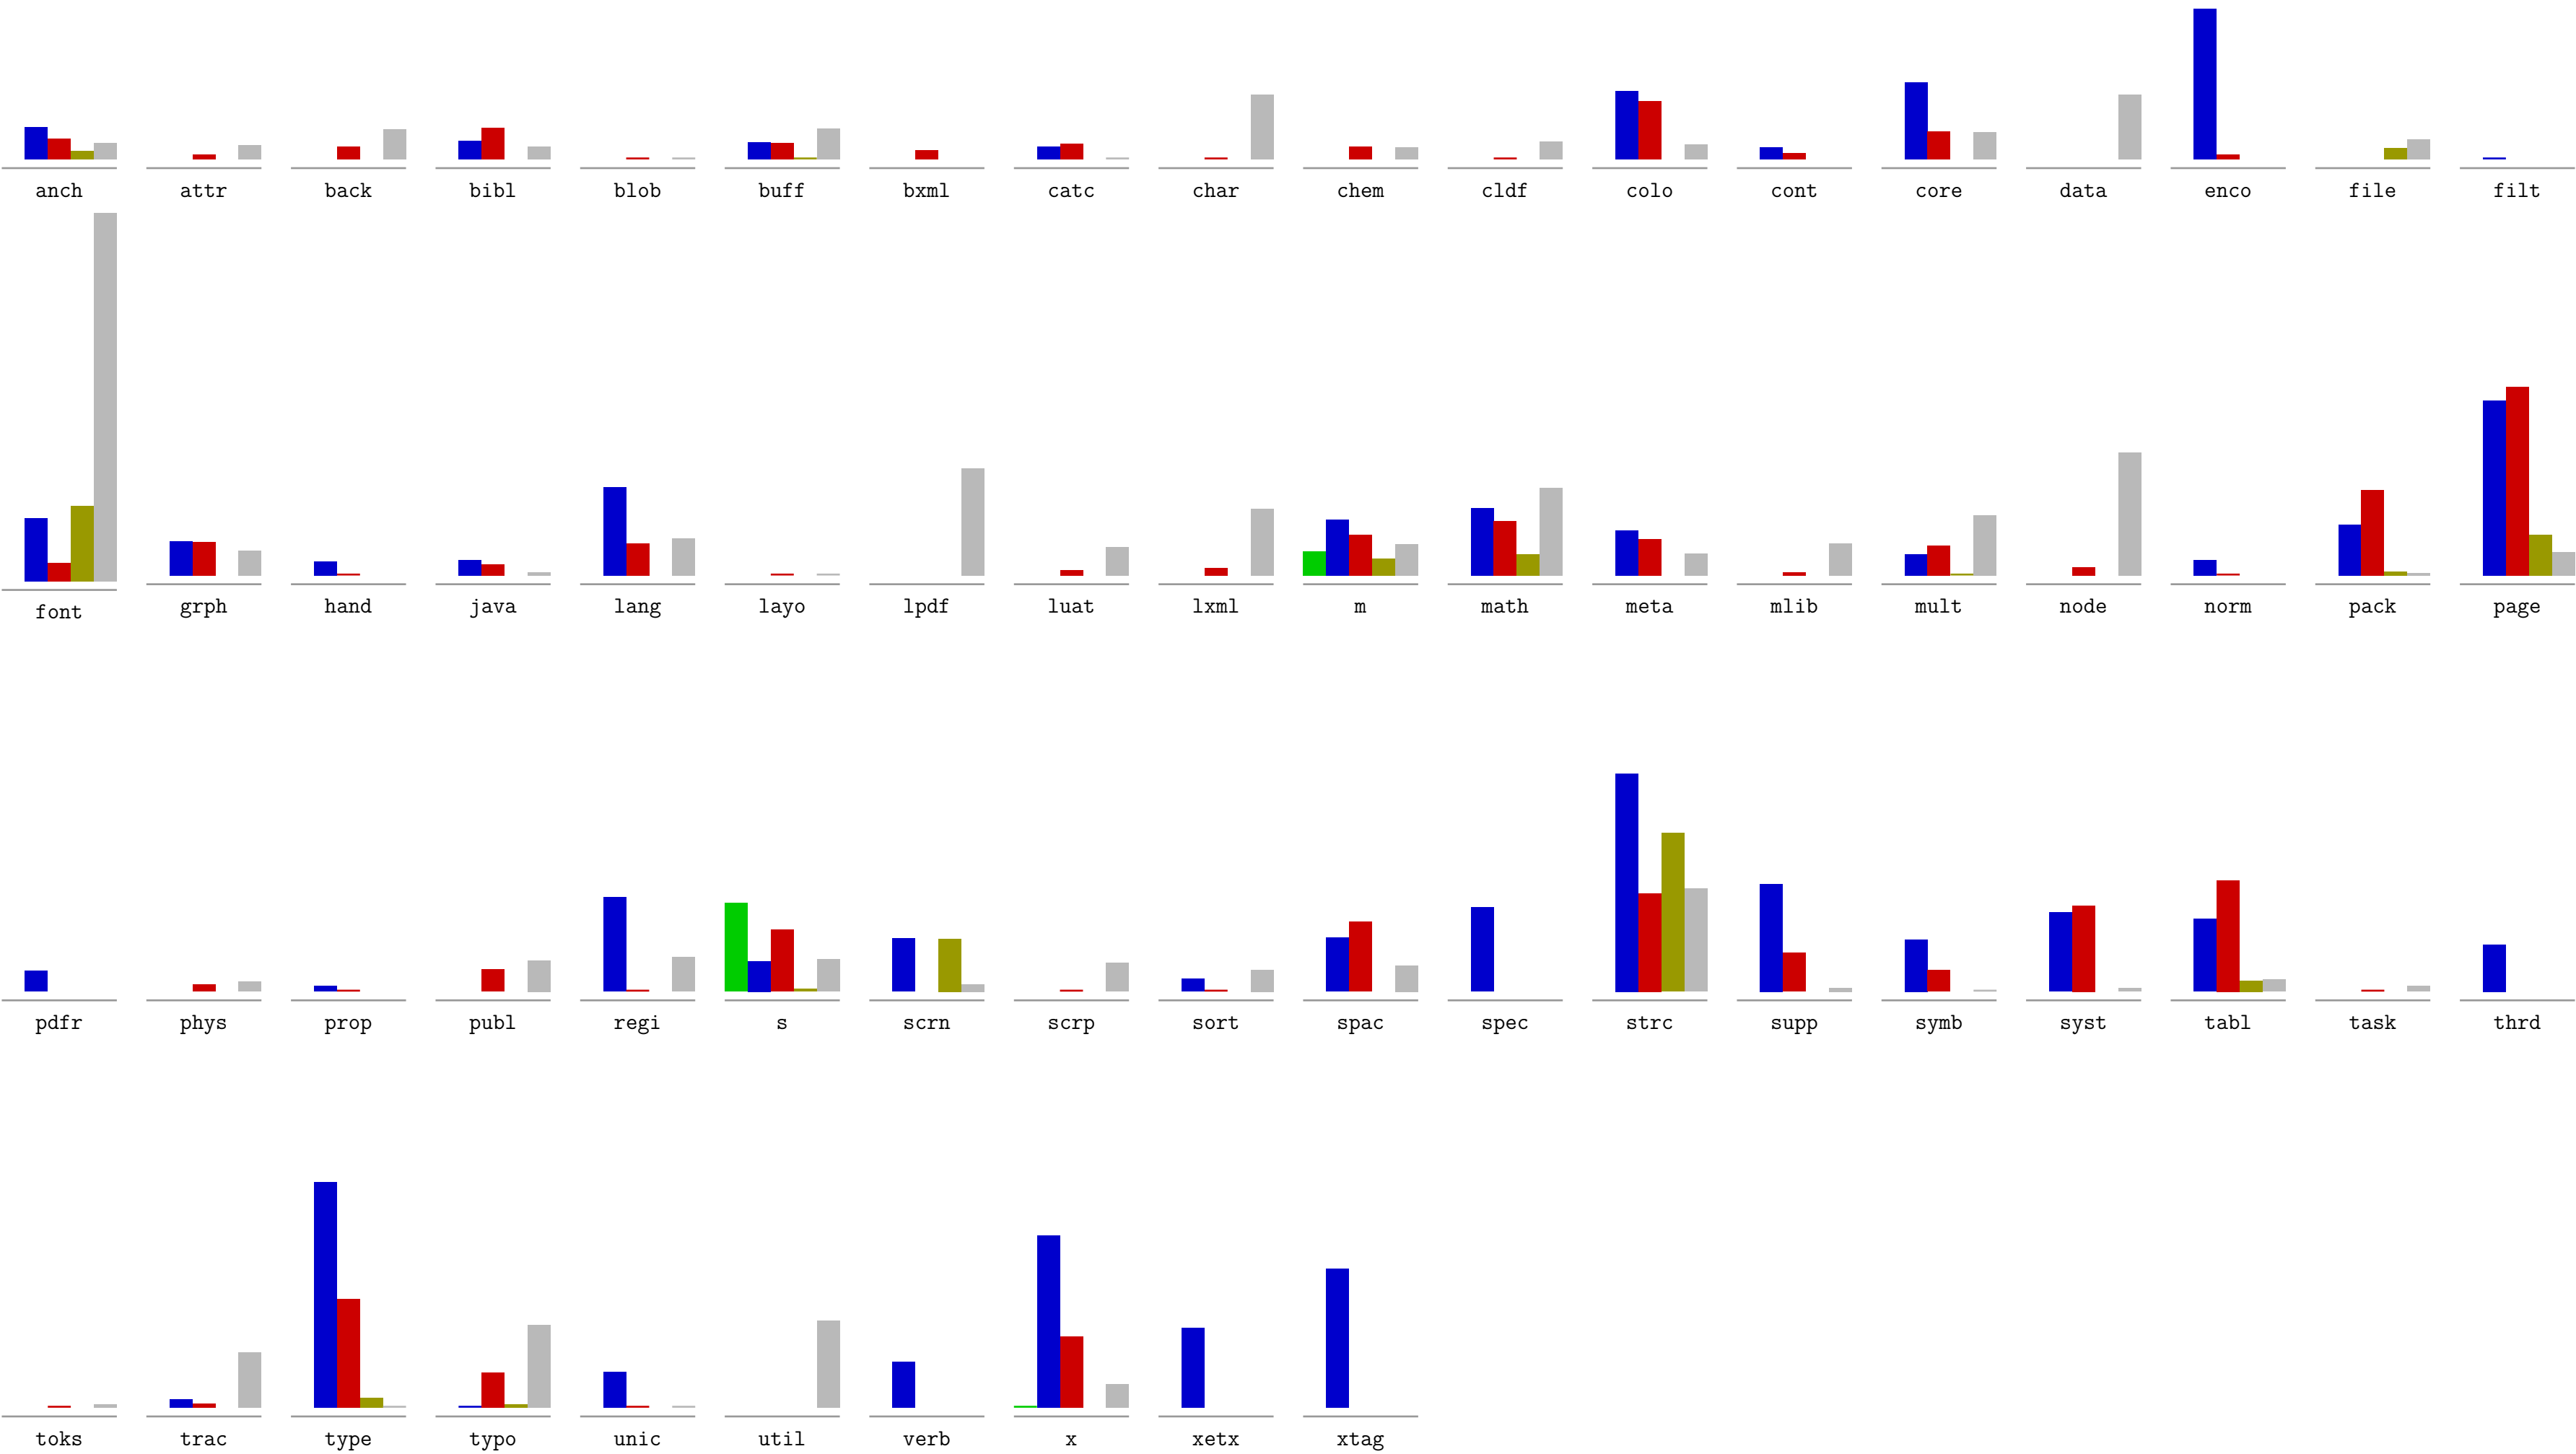 anch attr back bibl blob buff bxml catc char chem cldf colo cont core data enco file filt
font grph hand java lang layo lpdf luat lxml m math meta mlib mult node norm pack page
pdfr phys prop publ regi s scrn scrp sort spac spec strc supp symb syst tabl task thrd
toks trac type typo unic util verb x xetx xtag